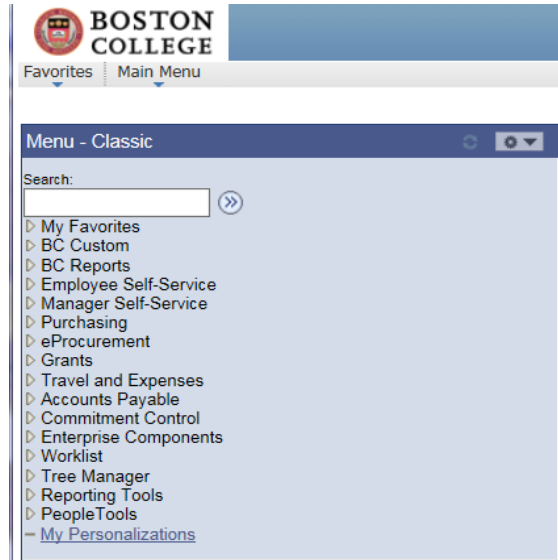 BOSTON
COLLEGE
Favorites Main Menu
Menu - Classic
Search:
My Favorites
BC Custom
BC Reports
Employee Self-Service
Manager Self-Service
Purchasing
eProcurement
Grants
Travel and Expenses
Accounts Payable
Commitment Control
Enterprise Components
Worklist
Tree Manager
Reporting Tools
PeopleTools
My Personalizations